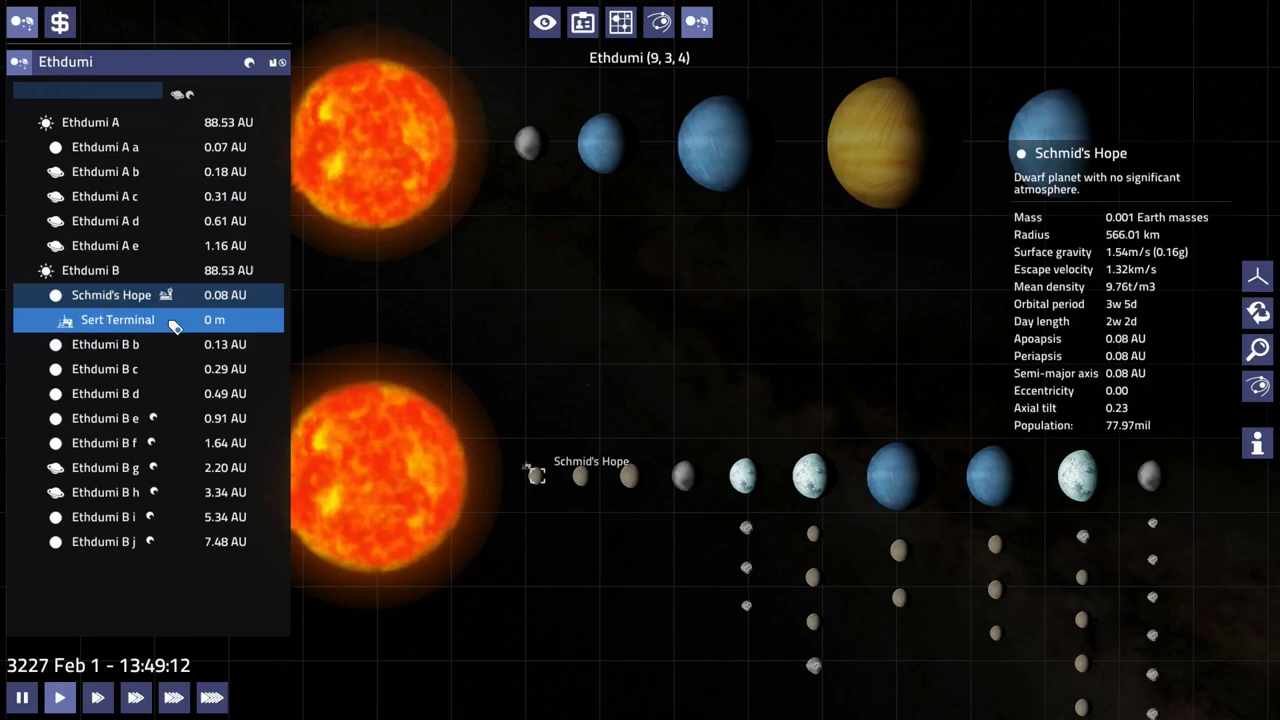 Ethdumi
Ethdumi (9, 3, 4)
Ethdumi A 88.53 AU
Ethdumi A a 0.07 AU
Ethdumi A b 0.18 AU
Ethdumi A c 0.31 AU
Ethdumi A d 0.61 AU
Ethdumi A e 1.16 AU
Ethdumi B 88.53 AU
Schmid's Hope 0.08 AU
Sert Terminal 0 m
Ethdumi B b 0.13 AU
Ethdumi B c 0.29 AU
Ethdumi B d 0.49 AU
Ethdumi B e 0.91 AU
Ethdumi B f 1.64 AU
Ethdumi B g 2.20 AU
Ethdumi B h 3.34 AU
Ethdumi B i 5.34 AU
Ethdumi B j 7.48 AU
Schmid's Hope
Schmid's Hope
Dwarf planet with no significant
atmosphere.
Mass 0.001 Earth masses
Radius 566.01 km
Surface gravity 1.54m/s (0.16g)
Escape velocity 1.32km/s
Mean density 9.76t/m3
Orbital period 3w 5d
Day length 2w 2d
Apoapsis 0.08 AU
Periapsis 0.08 AU
Semi-major axis 0.08 AU
Eccentricity 0.00
Axial tilt 0.23
Population: 77.97mil
3227 Feb 1 - 13:49:12